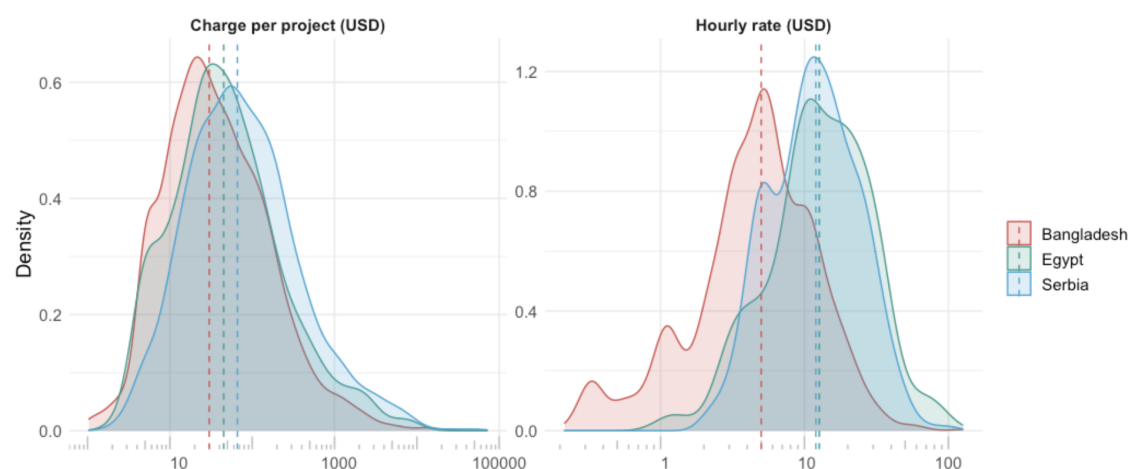 Charge per project (USD)
Hourly rate (USD)
Density
0.6
0.4
0.2
0.0
10
1000
100000
1.2
0.8
0.4
0.0
1
10
100
Bangladesh
Egypt
Serbia